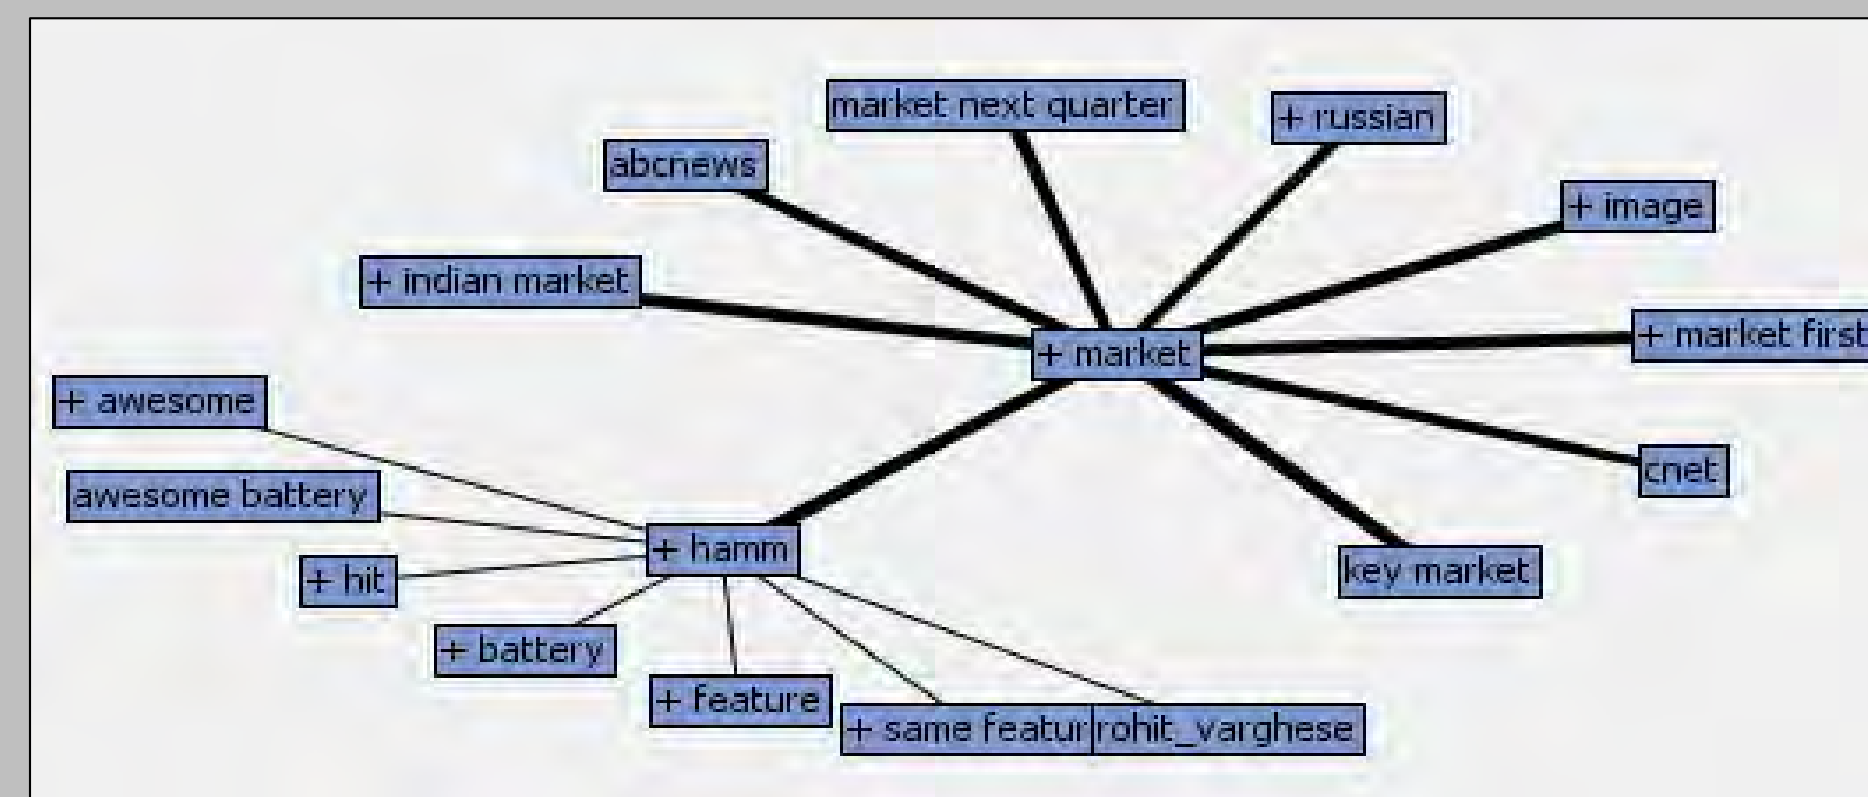 market next quarter
+ russian
abcnews
+ image
+ indian market
+ market first
+ market
+ awesome
cnet
awesome battery
+ hamm
key market
+ hit
+ battery
+ feature
+ same featur
rohit_varghese